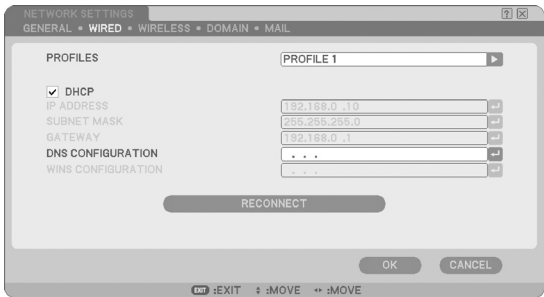 NETWORK SETTINGS
GENERAL • WIRED • WIRELESS • DOMAIN • MAIL
PROFILES PROFILE 1
DHCP
IP ADDRESS 192.168.0 .10
SUBNET MASK 255.255.255.0
GATEWAY 192.168.0 .1
DNS CONFIGURATION . . .
WINS CONFIGURATION . . .
RECONNECT
OK CANCEL
EXIT :EXIT :MOVE :MOVE